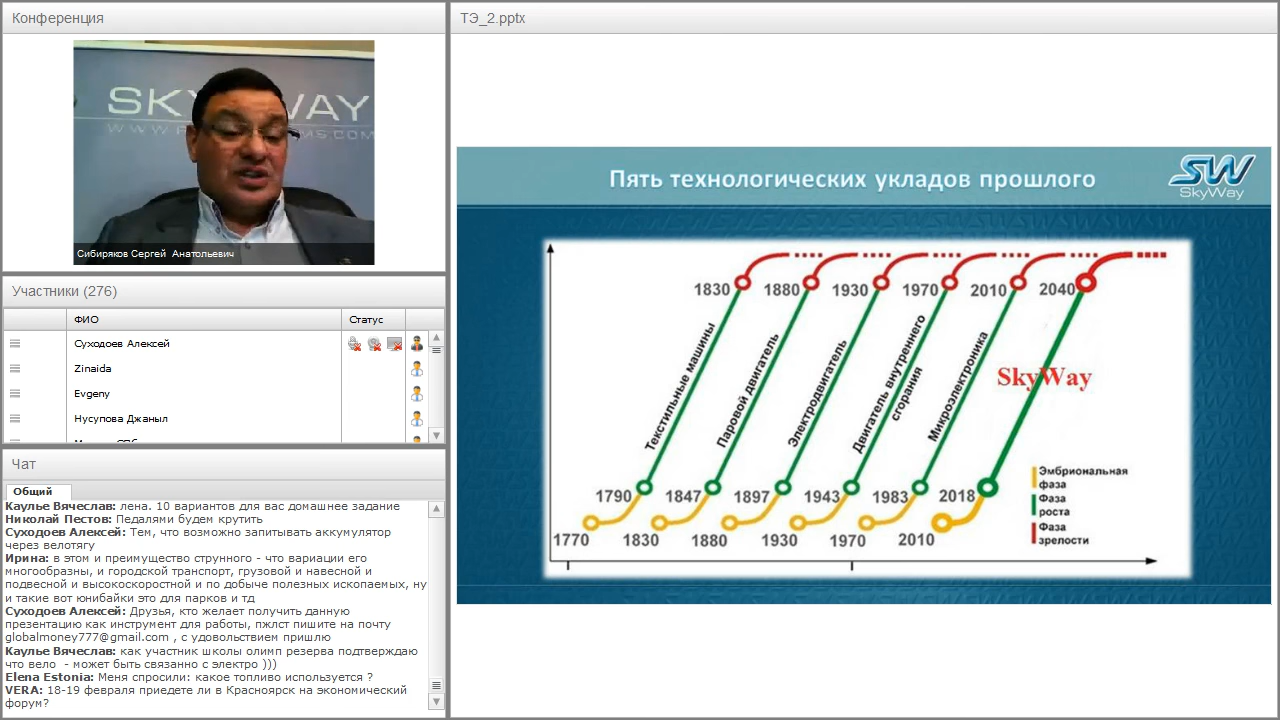 Конференция
SKYWAY
Сибиряков Сергей Анатольевич
Участники (276)
ФИО
Статус
Суходоев Алексей
Zinaida
Evgeny
Нусупова Джаныл
Чат
Общий
Каулье Вячеслав: лена. 10 вариантов для вас домашнее задание
Николай Пестов: Педалями будем крутить
Суходоев Алексей: Тем, что возможно запитывать аккумулятор
через велотягу
Ирина: в этом и преимущество струнного - что вариации его
многообразны, и городской транспорт, грузовой и навесной и
подвесной и высокоскоростной и по добыче полезных ископаемых, ну
и такие вот юнибайки это для парков и тд
Суходоев Алексей: Друзья, кто желает получить данную
презентацию как инструмент для работы, пжлст пишите на почту
globalmoney777@gmail.com , с удовольствием пришлю
Каулье Вячеслав: как участник школы олимп резерва подтверждаю
что вело - может быть связанно с электро )))
Elena Estonia: Меня спросили: какое топливо используется ?
VERA: 18-19 февраля приедете ли в Красноярск на экономический
форум?
ТЭ_2.pptx
Пять технологических укладов прошлого
SW
SkyWay
1830
1880
1930
1970
2010
2040
Текстильные машины
Паровой двигатель
Электродвигатель
Двигатель внутреннего
сгорания
Микроэлектроника
SkyWay
1790
1847
1897
1943
1983
2018
1770
1830
1880
1930
1970
2010
Эмбриональная
фаза
Фаза
роста
Фаза
зрелости